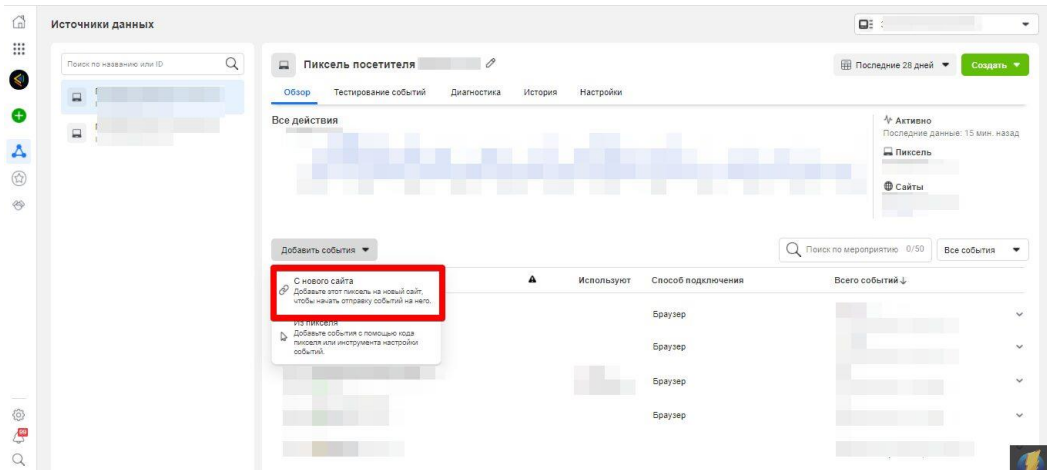 Источники данных
Поиск по названию или ID
Пиксель посетителя
Последние 28 дней
Создать
Обзор
Тестирование событий
Диагностика
История
Настройки
Все действия
Активно
Последние данные: 15 мин. назад
Пиксель
Сайты
Добавить события
Поиск по мероприятию 0/50
Все события
С нового сайта
Добавьте этот пиксель на новый сайт,
чтобы начать отправку событий на него.
Из пикселя
Добавьте события с помощью кода
пикселя или инструмента настройки
событий.
Используют
Способ подключения
Всего событий
Браузер
Браузер
Браузер
Браузер